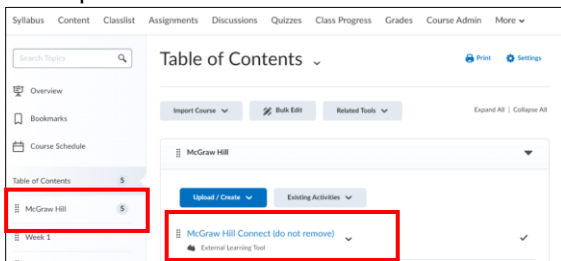 Syllabus Content Classlist Assignments Discussions Quizzes Class Progress Grades Course Admin More
Search Topics
Table of Contents
Print Settings
Overview
Bookmarks
Import Course Bulk Edit Related Tools
Expand All | Collapse All
Course Schedule
McGraw Hill
Table of Contents 5
Upload / Create Existing Activities
McGraw Hill 5
McGraw Hill Connect (do not remove)
Week 1
External Learning Tool